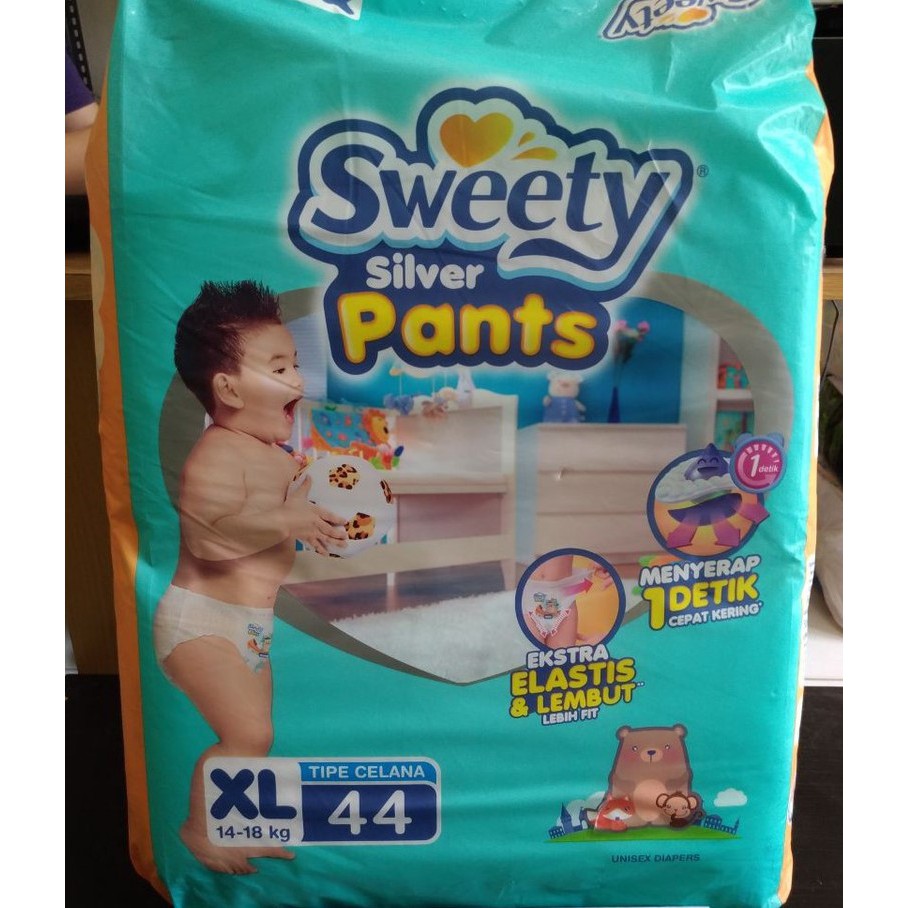 Sweety
Sweety®
Silver
Pants
1
detik
MENYERAP
1 DETIK
CEPAT KERING*
EKSTRA
ELASTIS
& LEMBUT**
LEBIH FIT
XL
14-18 kg
TIPE CELANA
44
UNISEX DIAPERS